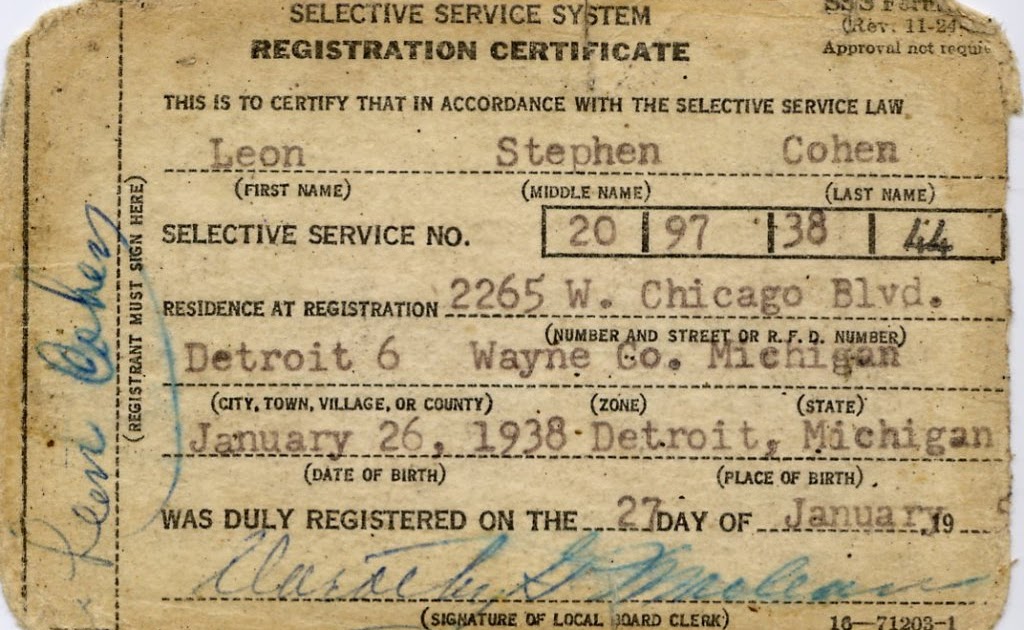 SELECTIVE SERVICE SYSTEM
REGISTRATION CERTIFICATE
(Rev. 11-24-
Approval not requi
THIS IS TO CERTIFY THAT IN ACCORDANCE WITH THE SELECTIVE SERVICE LAW
Leon Stephen Cohen
(FIRST NAME) (MIDDLE NAME) (LAST NAME)
SELECTIVE SERVICE NO. 20 97 38 44
RESIDENCE AT REGISTRATION 2265 W. Chicago Blvd.
(NUMBER AND STREET OR R.F.D. NUMBER)
Detroit 6 Wayne Co. Michigan
(CITY, TOWN, VILLAGE, OR COUNTY) (ZONE) (STATE)
January 26, 1938 Detroit, Michigan
(DATE OF BIRTH) (PLACE OF BIRTH)
WAS DULY REGISTERED ON THE 27 DAY OF January 19 5
(SIGNATURE OF LOCAL BOARD CLERK) 16—71203-1
(REGISTRANT MUST SIGN HERE)
Leon Cohen